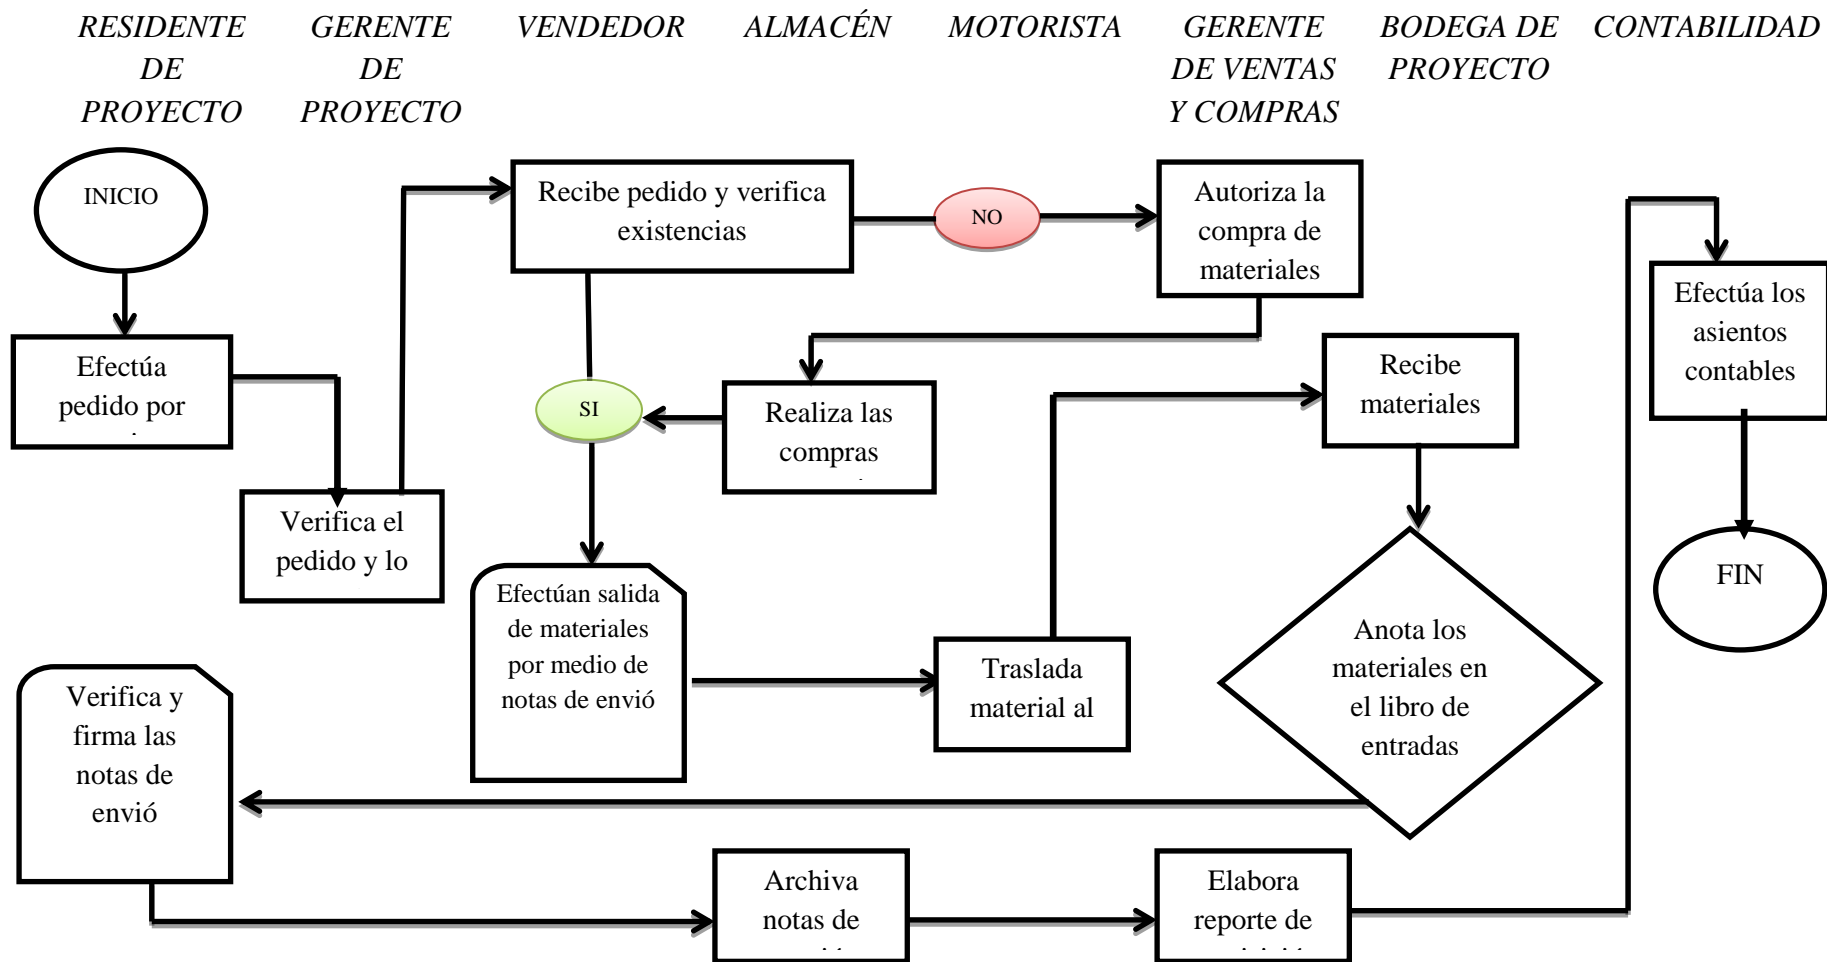 RESIDENTE
DE
PROYECTO
GERENTE
DE
PROYECTO
VENDEDOR
ALMACÉN
MOTORISTA
GERENTE
DE VENTAS
Y COMPRAS
BODEGA DE
PROYECTO
CONTABILIDAD
INICIO
Efectúa
pedido por
Verifica el
pedido y lo
Recibe pedido y verifica
existencias
NO
Autoriza la
compra de
materiales
Realiza las
compras
SI
Efectúan salida
de materiales
por medio de
notas de envió
Traslada
material al
Recibe
materiales
Anota los
materiales en
el libro de
entradas
Verifica y
firma las
notas de
envió
Archiva
notas de
Elabora
reporte de
Efectúa los
asientos
contables
FIN